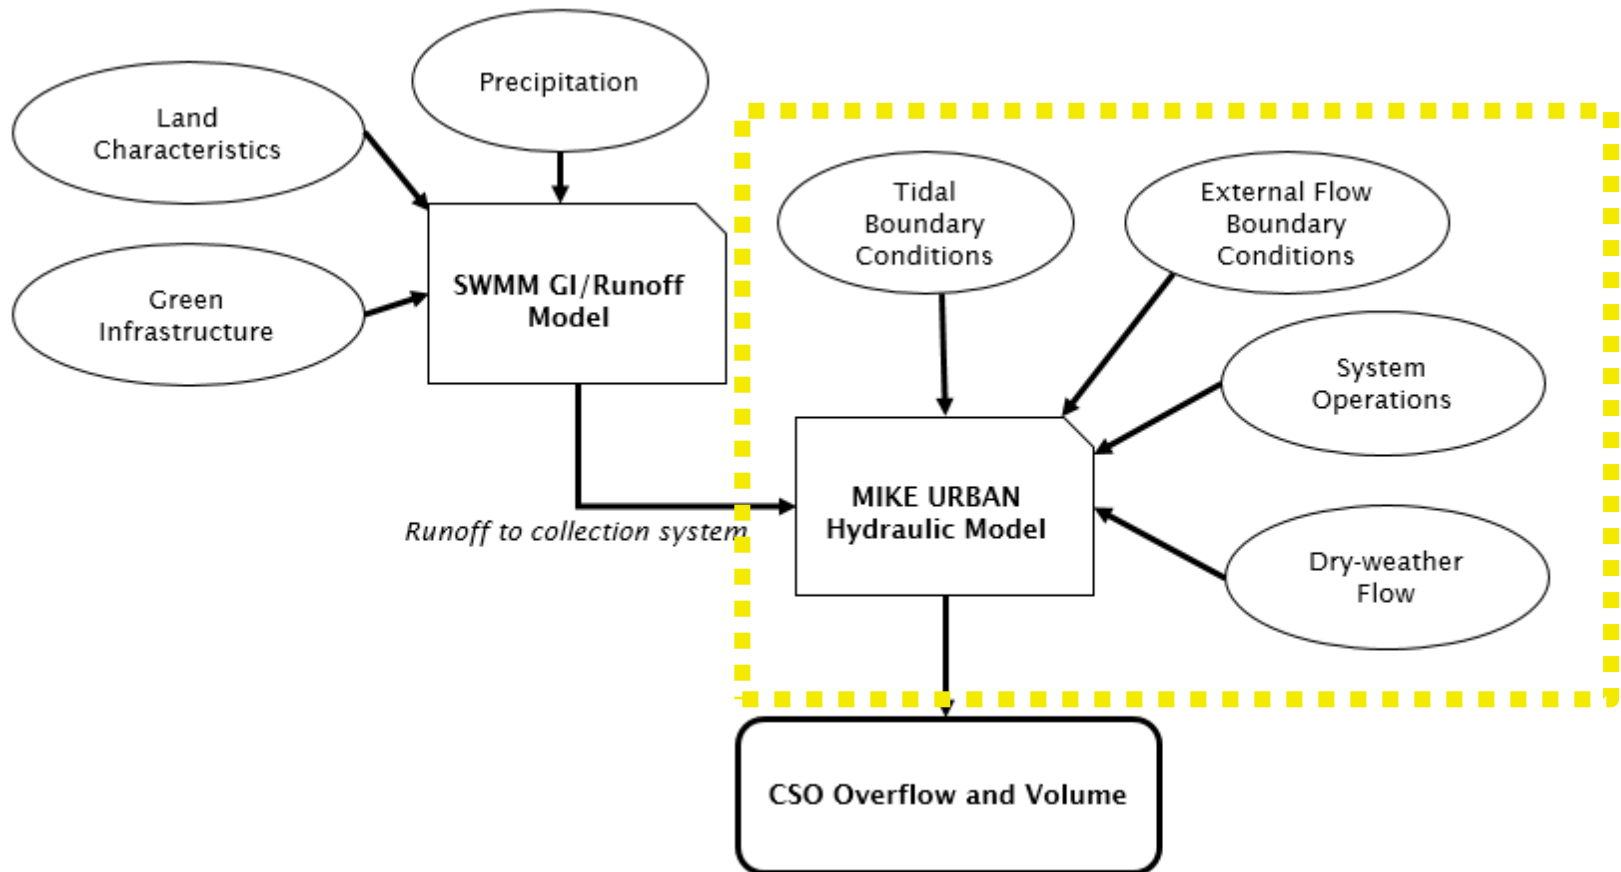 Precipitation
Land
Characteristics
Tidal
Boundary
Conditions
External Flow
Boundary
Conditions
SWMM GI/Runoff
Model
Green
Infrastructure
System
Operations
MIKE URBAN
Hydraulic Model
Runoff to collection system
Dry-weather
Flow
CSO Overflow and Volume